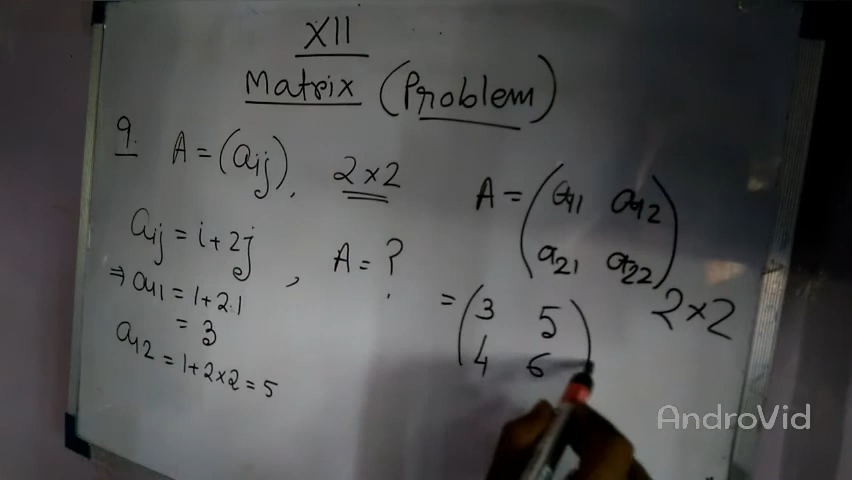 XII
Matrix (Problem)
9. A = (aij), 2×2
aij = i+2j, A = ?
⇒ a11 = 1+2.1
= 3
a12 = 1+2×2 = 5
A = (a11 a12
a21 a22) 2×2
= (3 5
4 6)
AndroVid